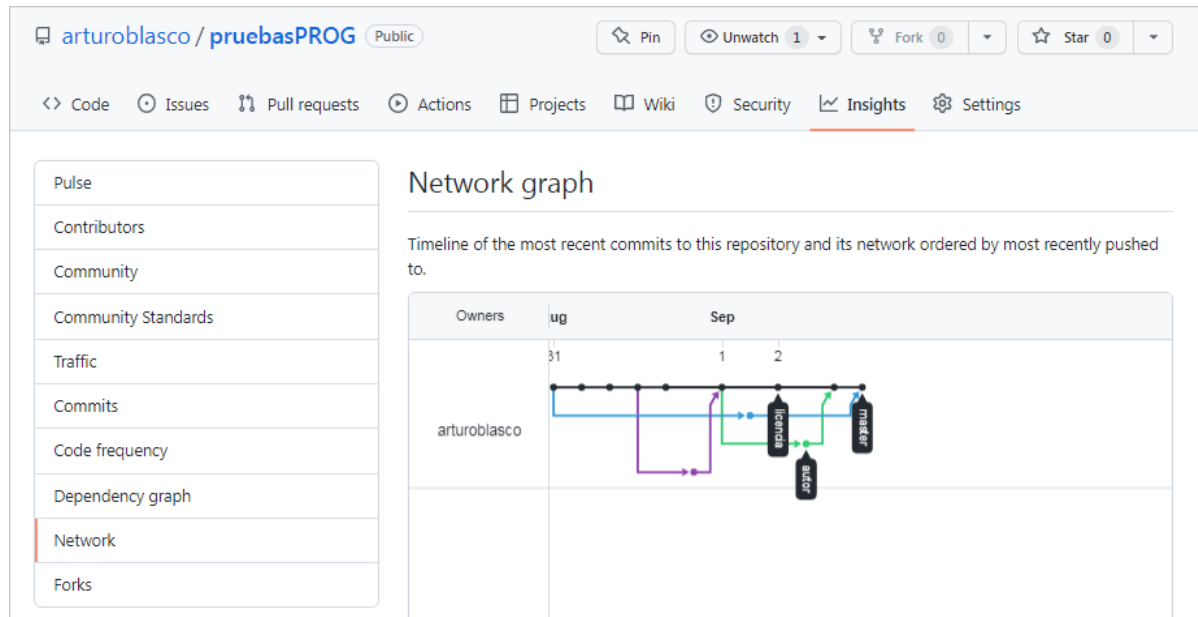 arturoblasco / pruebasPROG Public Pin Unwatch 1 Fork 0 Star 0
Code Issues Pull requests Actions Projects Wiki Security Insights Settings
Pulse
Contributors
Community
Community Standards
Traffic
Commits
Code frequency
Dependency graph
Network
Forks
Network graph
Timeline of the most recent commits to this repository and its network ordered by most recently pushed
to.
Owners ug Sep
31 1 2
arturoblasco
licencia
master
autor